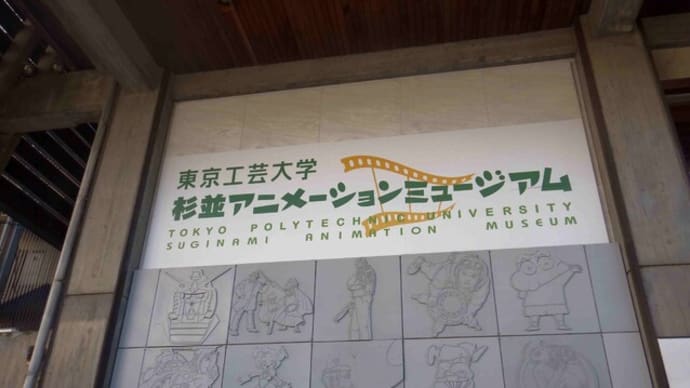 東京工芸大学
杉並アニメーションミュージアム
TOKYO POLYTECHNIC UNIVERSITY
SUGINAMI ANIMATION MUSEUM